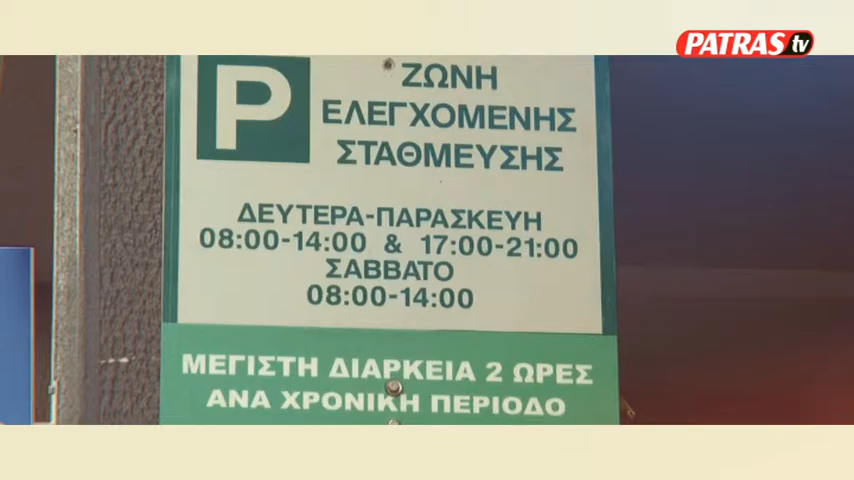 PATRAS tv
P
ΖΩΝΗ
ΕΛΕΓΧΟΜΕΝΗΣ
ΣΤΑΘΜΕΥΣΗΣ
ΔΕΥΤΕΡΑ-ΠΑΡΑΣΚΕΥΗ
08:00-14:00 & 17:00-21:00
ΣΑΒΒΑΤΟ
08:00-14:00
ΜΕΓΙΣΤΗ ΔΙΑΡΚΕΙΑ 2 ΩΡΕΣ
ΑΝΑ ΧΡΟΝΙΚΗ ΠΕΡΙΟΔΟ